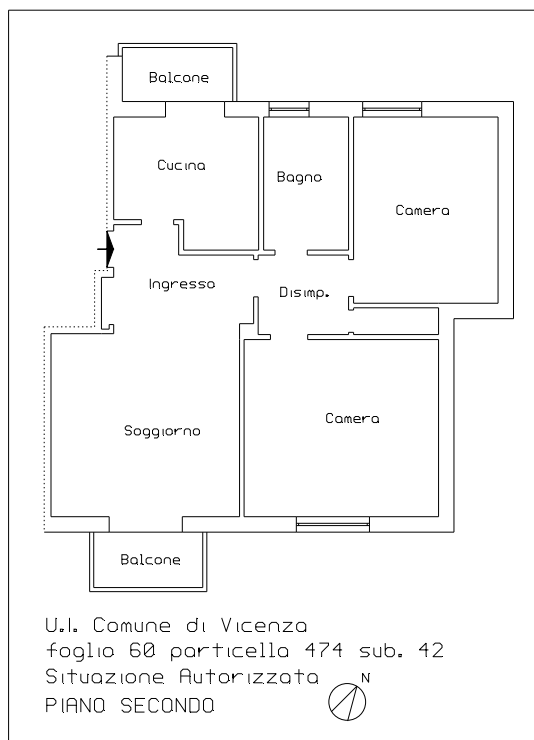 Balcone
Cucina
Bagno
Camera
Ingresso
Disimp.
Camera
Soggiorno
Balcone
U.I. Comune di Vicenza
foglio 60 particella 474 sub. 42
Situazione Autorizzata
N
PIANO SECONDO